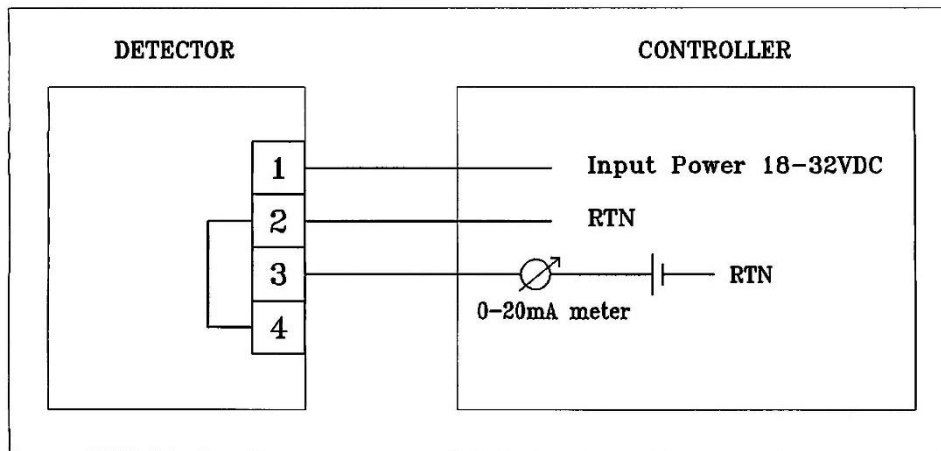 DETECTOR
CONTROLLER
1
Input Power 18-32VDC
2
RTN
3
RTN
0-20mA meter
4